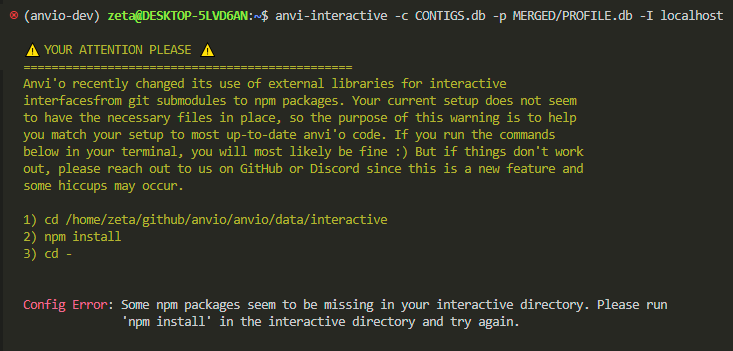 (anvio-dev) zeta@DESKTOP-5LVD6AN:~$ anvi-interactive -c CONTIGS.db -p MERGED/PROFILE.db -I localhost
YOUR ATTENTION PLEASE
===============================================
Anvi'o recently changed its use of external libraries for interactive
interfacesfrom git submodules to npm packages. Your current setup does not seem
to have the necessary files in place, so the purpose of this warning is to help
you match your setup to most up-to-date anvi'o code. If you run the commands
below in your terminal, you will most likely be fine :) But if things don't work
out, please reach out to us on GitHub or Discord since this is a new feature and
some hiccups may occur.
1) cd /home/zeta/github/anvio/anvio/data/interactive
2) npm install
3) cd -
Config Error: Some npm packages seem to be missing in your interactive directory. Please run
'npm install' in the interactive directory and try again.